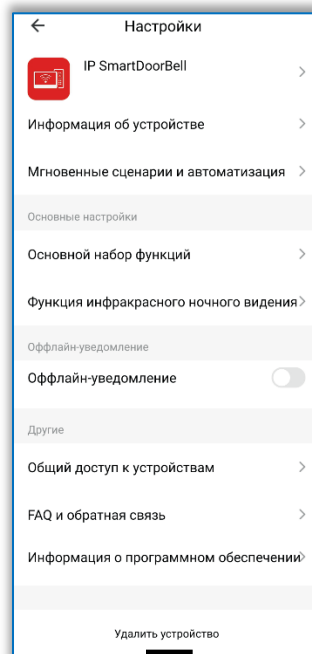 Настройки
IP SmartDoorBell
Информация об устройстве
Мгновенные сценарии и автоматизация
Основные настройки
Основной набор функций
Функция инфракрасного ночного видения
Оффлайн-уведомление
Оффлайн-уведомление
Другие
Общий доступ к устройствам
FAQ и обратная связь
Информация о программном обеспечении
Удалить устройство